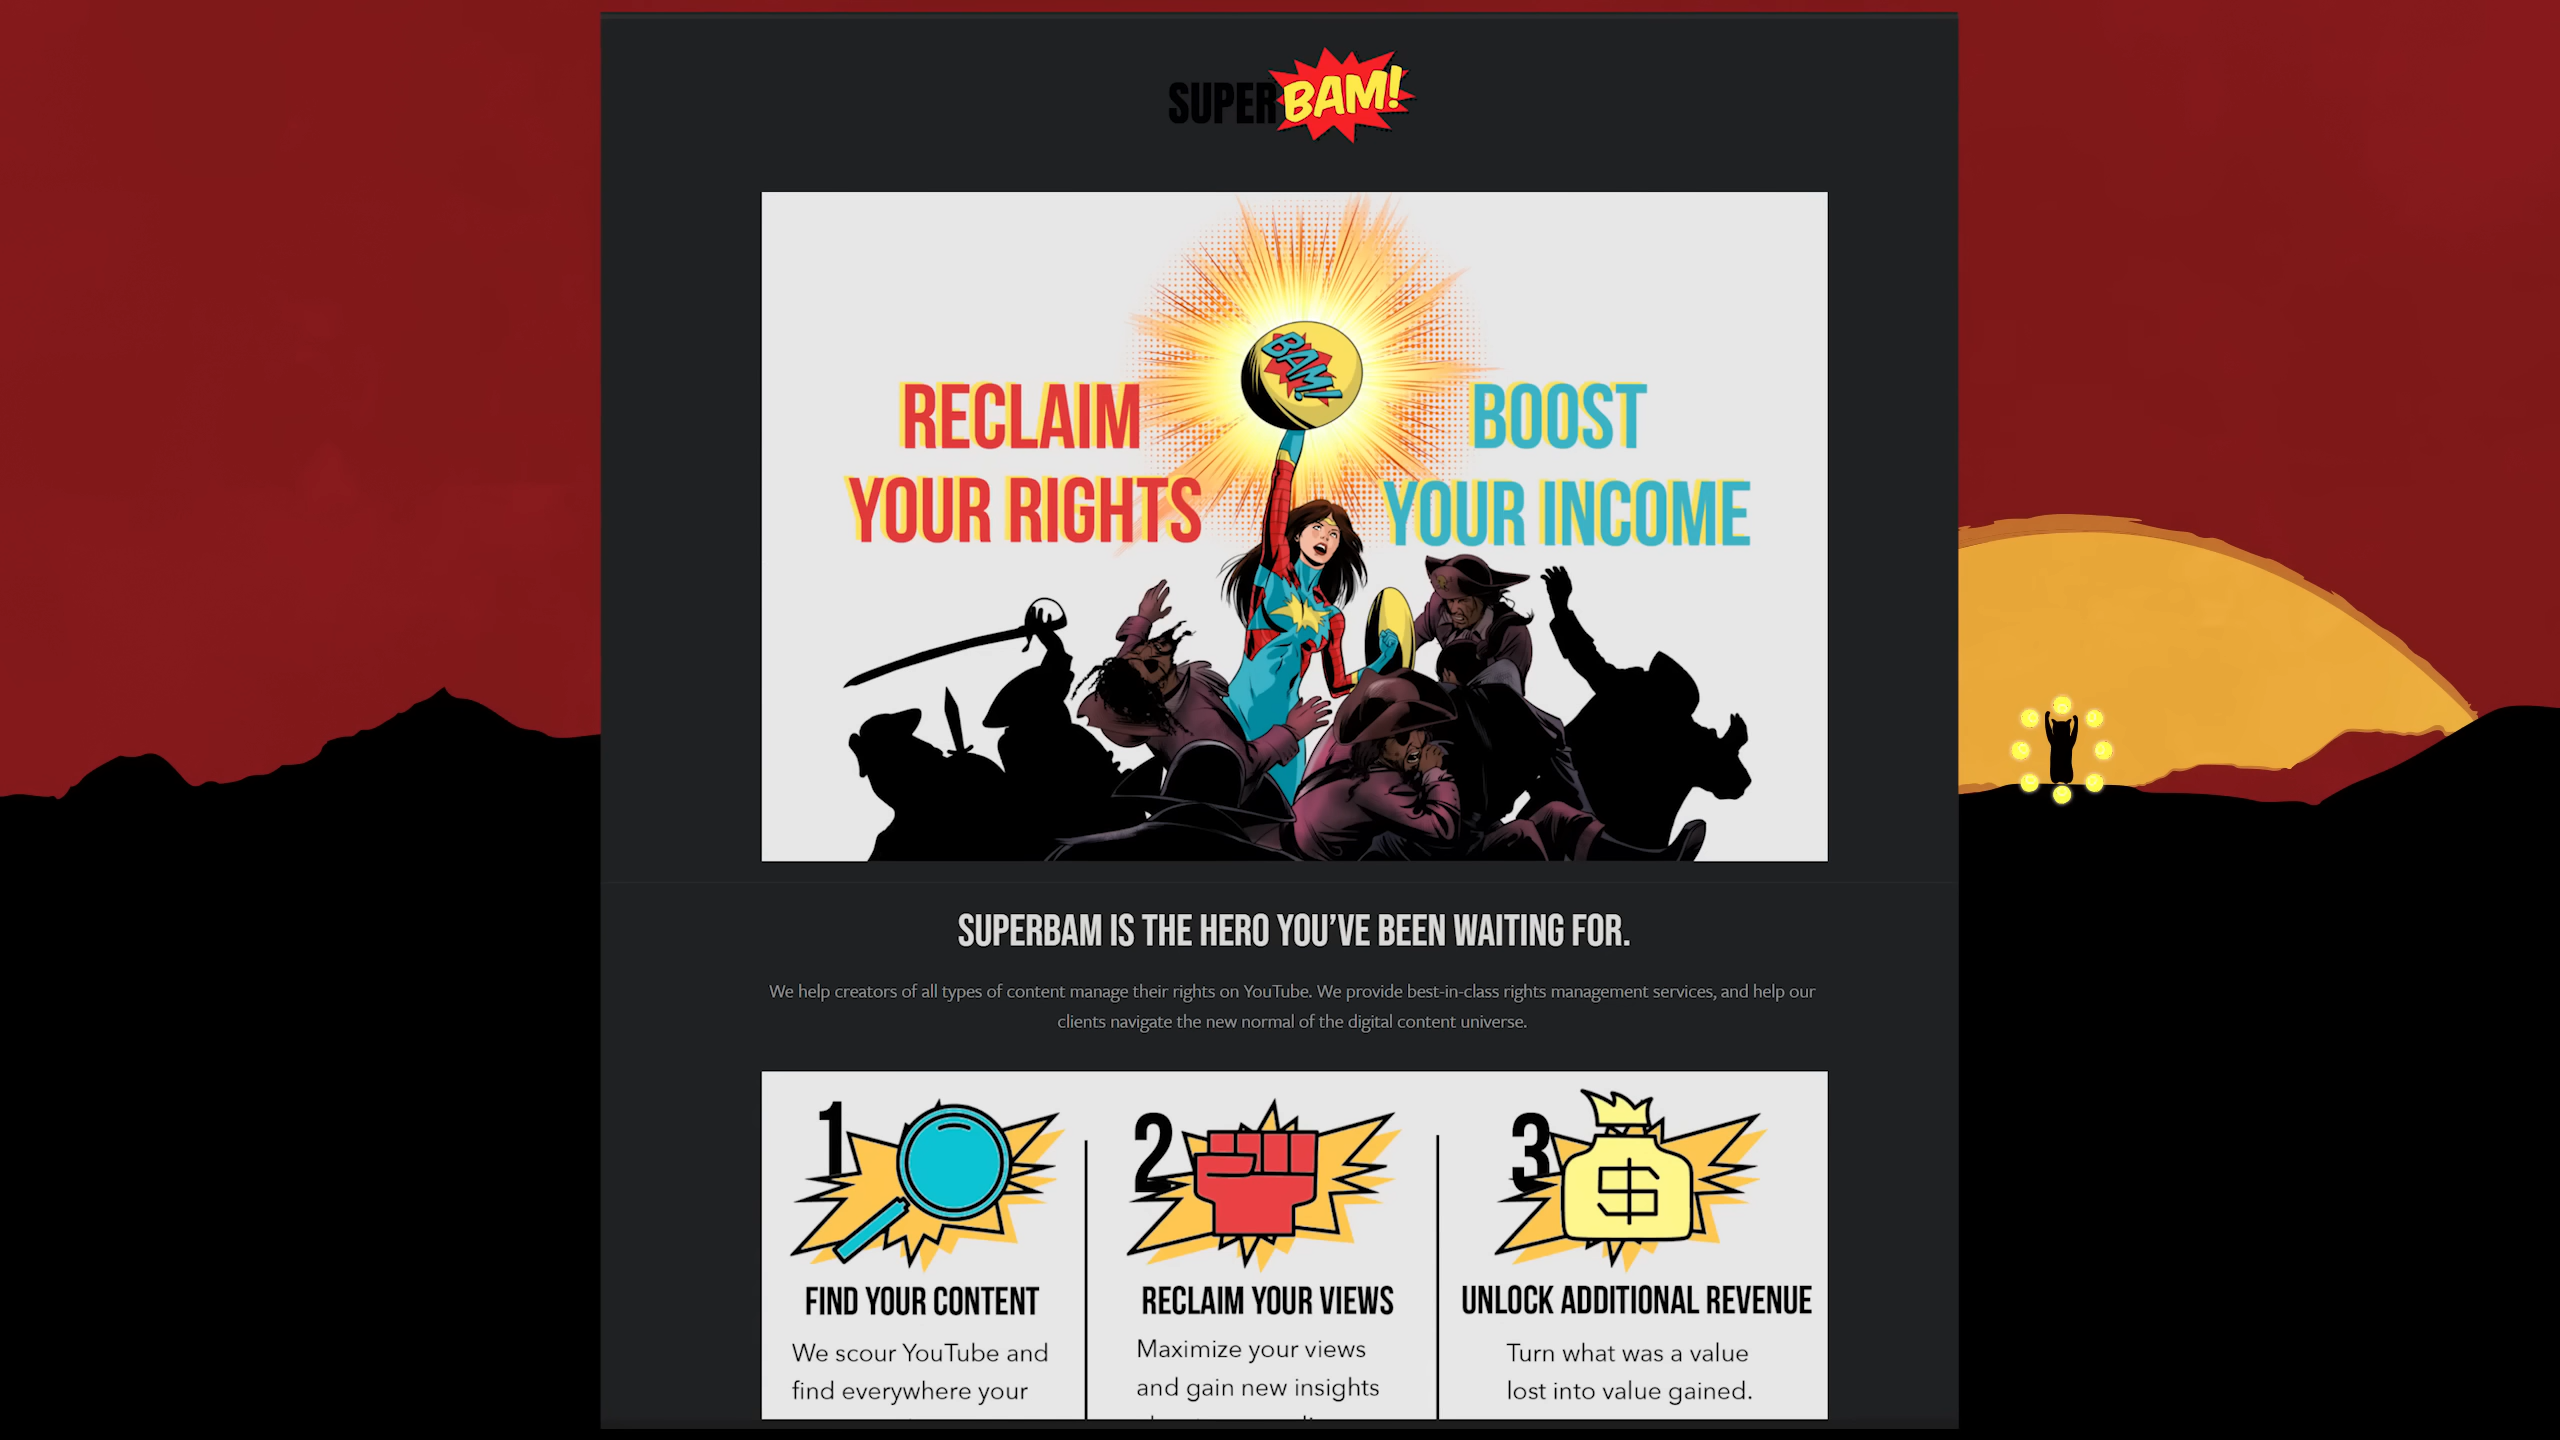 SUPERBAM!
BAM!
RECLAIM
YOUR RIGHTS
BOOST
YOUR INCOME
SUPERBAM IS THE HERO YOU'VE BEEN WAITING FOR.
We help creators of all types of content manage their rights on YouTube. We provide best-in-class rights management services, and help our
clients navigate the new normal of the digital content universe.
1
FIND YOUR CONTENT
We scour YouTube and
find everywhere your
2
RECLAIM YOUR VIEWS
Maximize your views
and gain new insights
3
$
UNLOCK ADDITIONAL REVENUE
Turn what was a value
lost into value gained.